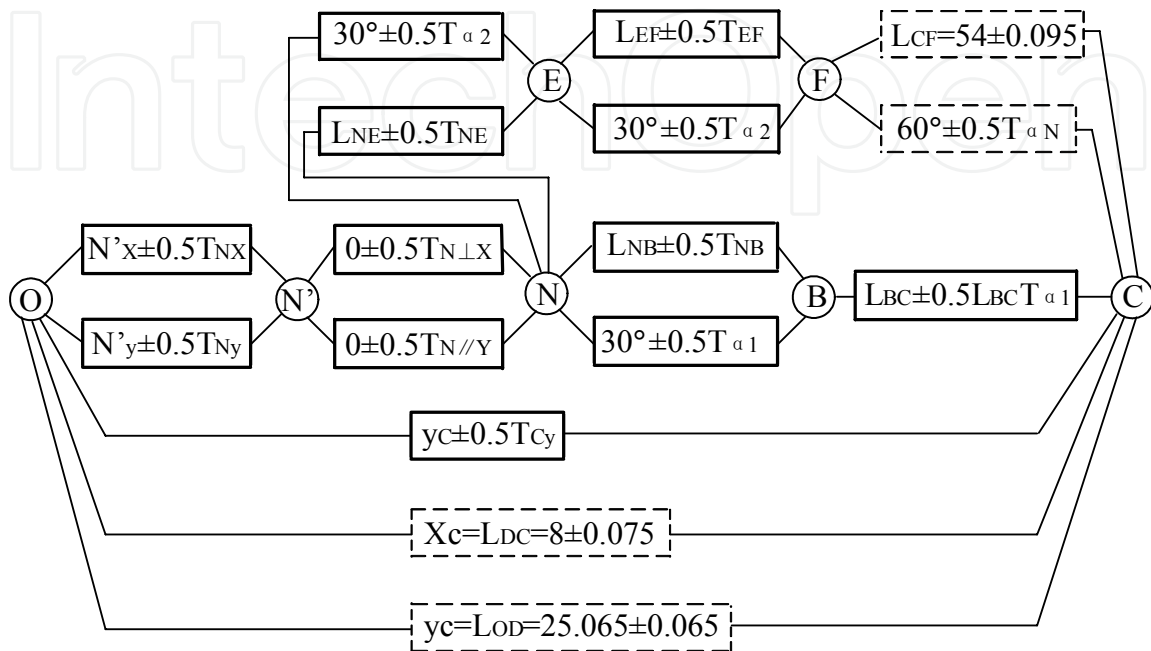 IntechOpen
30°±0.5Tα2
LEF±0.5TEF
LCF=54±0.095
E
F
LNE±0.5TNE
30°±0.5Tα2
60°±0.5TαN
N'X±0.5TNX
0±0.5TN⊥X
LNB±0.5TNB
O
N'
N
B
LBC±0.5LBCTα1
C
N'y±0.5TNy
0±0.5TN//Y
30°±0.5Tα1
yC±0.5TCy
Xc=LDC=8±0.075
yc=LOD=25.065±0.065